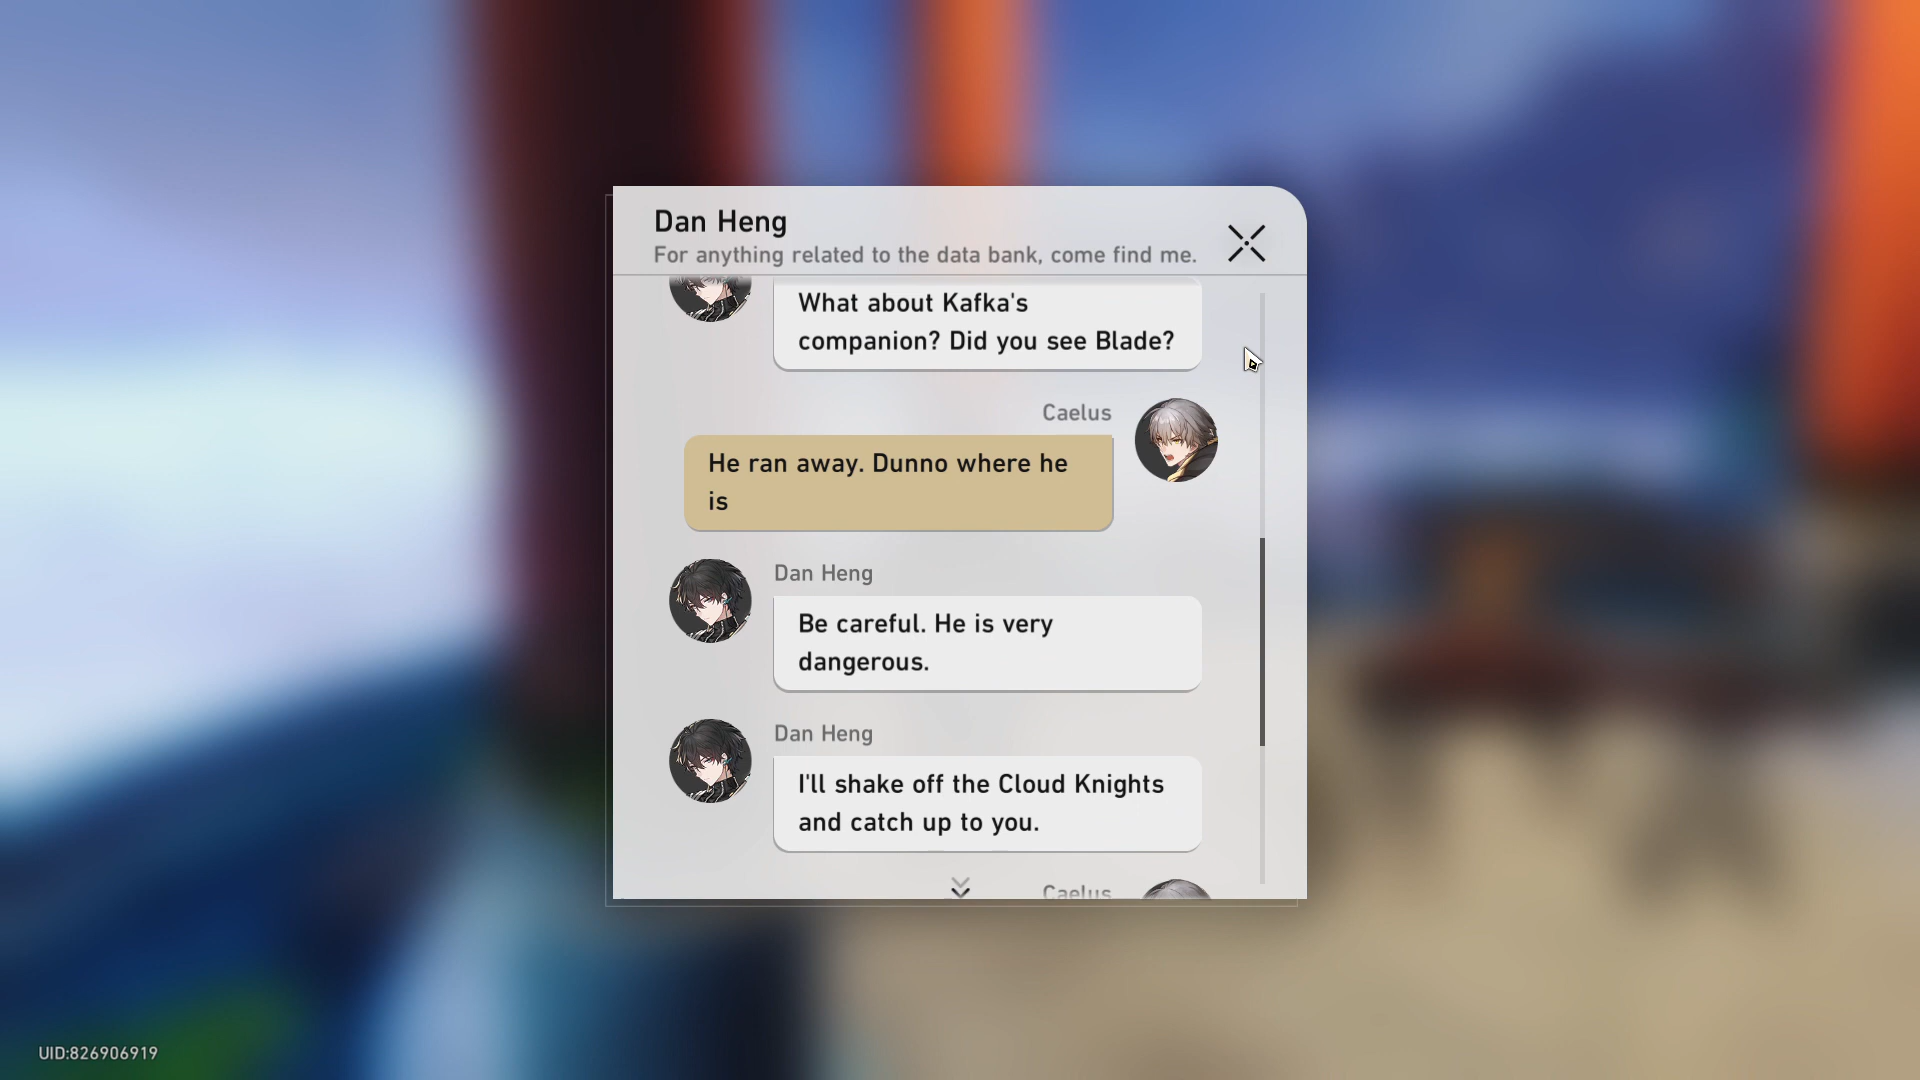 Dan Heng
For anything related to the data bank, come find me.
What about Kafka's
companion? Did you see Blade?
Caelus
He ran away. Dunno where he
is
Dan Heng
Be careful. He is very
dangerous.
Dan Heng
I'll shake off the Cloud Knights
and catch up to you.
Caelus
UID:826906919